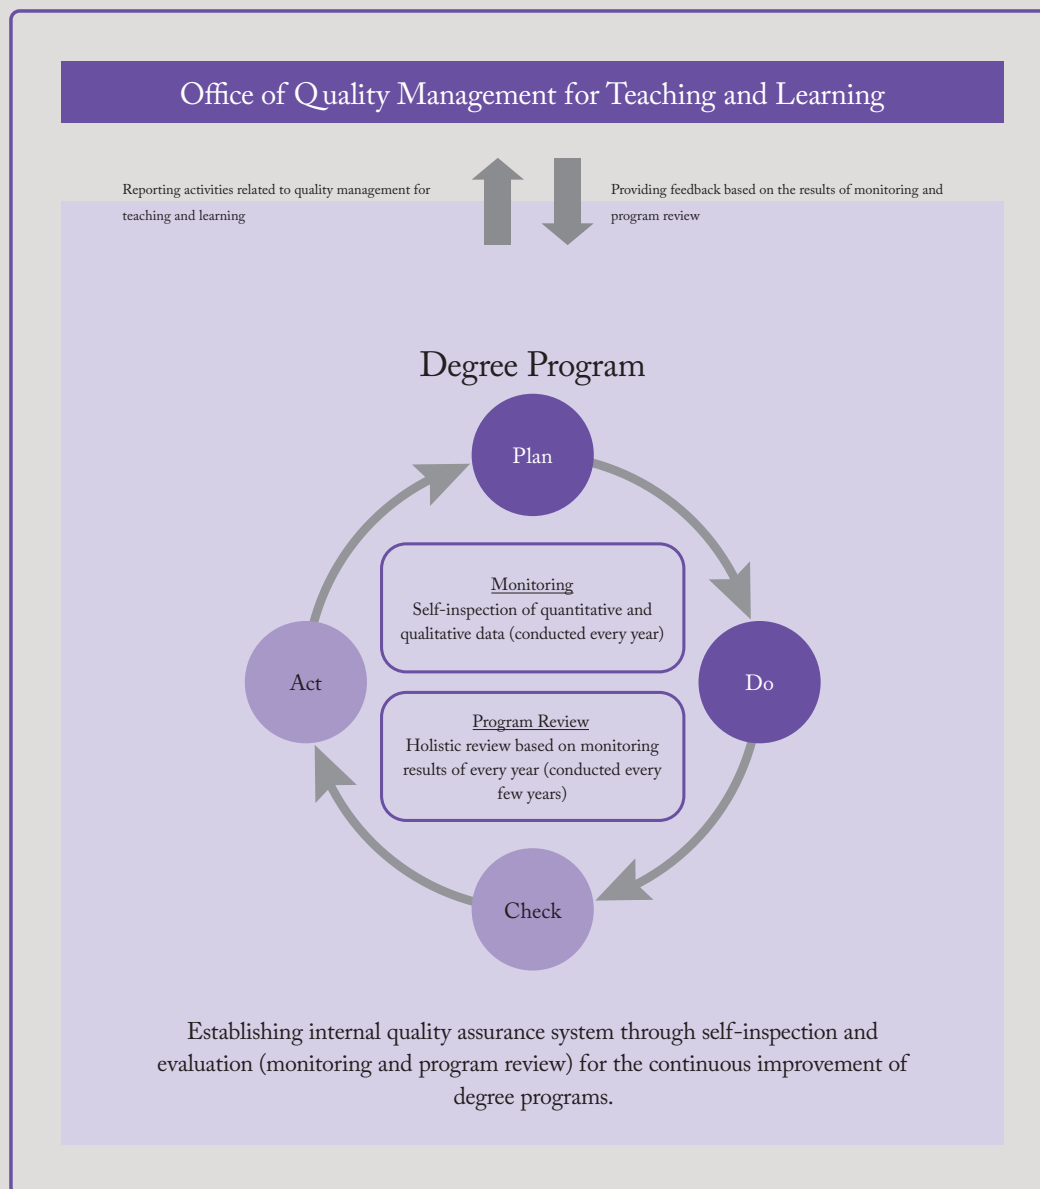 Office of Quality Management for Teaching and Learning
Reporting activities related to quality management for
teaching and learning
Providing feedback based on the results of monitoring and
program review
Degree Program
Plan
Monitoring
Self-inspection of quantitative and
qualitative data (conducted every year)
Act
Do
Program Review
Holistic review based on monitoring
results of every year (conducted every
few years)
Check
Establishing internal quality assurance system through self-inspection and
evaluation (monitoring and program review) for the continuous improvement of
degree programs.